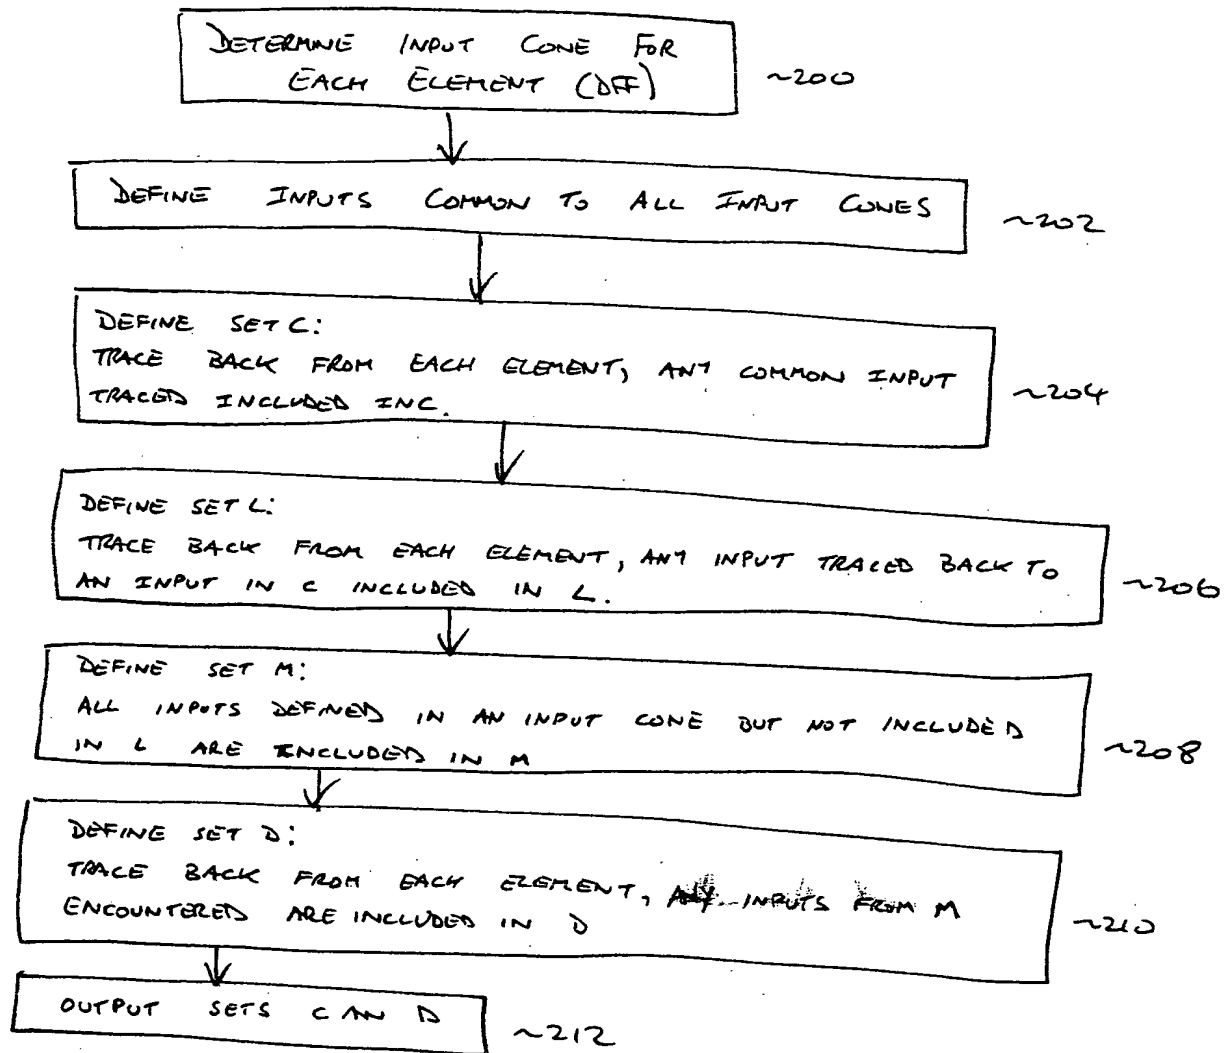 DETERMINE INPUT CONE FOR
EACH ELEMENT (DFF)
~200
DEFINE INPUTS COMMON TO ALL INPUT CONES
~202
DEFINE SET C:
TRACE BACK FROM EACH ELEMENT, ANY COMMON INPUT
TRACED INCLUDED IN C.
~204
DEFINE SET L:
TRACE BACK FROM EACH ELEMENT, ANY INPUT TRACED BACK TO
AN INPUT IN C INCLUDED IN L.
~206
DEFINE SET M:
ALL INPUTS DEFINED IN AN INPUT CONE BUT NOT INCLUDED
IN L ARE INCLUDED IN M
~208
DEFINE SET D:
TRACE BACK FROM EACH ELEMENT, ANY INPUTS FROM M
ENCOUNTERED ARE INCLUDED IN D
~210
OUTPUT SETS C AND D
~212